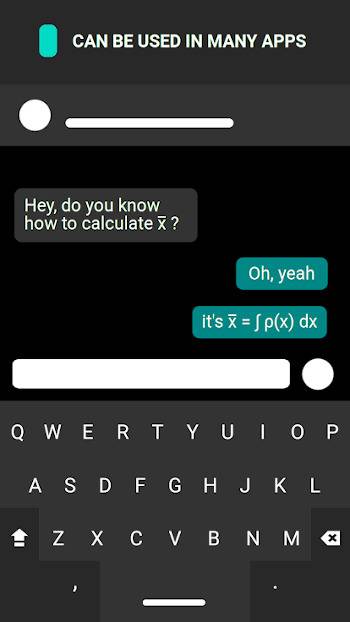 CAN BE USED IN MANY APPS
Hey, do you know
how to calculate x̅ ?
Oh, yeah
it's x̅ = ∫ ρ(x) dx
Q W E R T Y U I O P
A S D F G H J K L
Z X C V B N M
, .